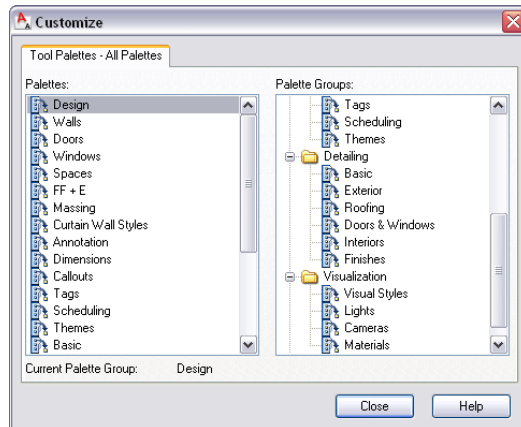 Customize
Tool Palettes - All Palettes
Palettes:
Design
Walls
Doors
Windows
Spaces
FF + E
Massing
Curtain Wall Styles
Annotation
Dimensions
Callouts
Tags
Scheduling
Themes
Basic
Palette Groups:
Tags
Scheduling
Themes
Detailing
Basic
Exterior
Roofing
Doors & Windows
Interiors
Finishes
Visualization
Visual Styles
Lights
Cameras
Materials
Current Palette Group: Design
Close Help